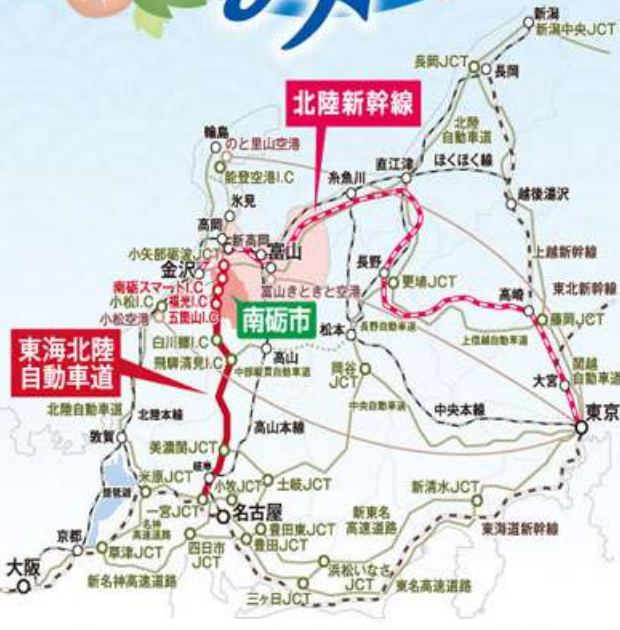 新潟
新潟中央JCT
長岡JCT
長岡
北陸新幹線
北陸
自動車道
輪島
のと里山空港
能登空港I.C
直江津
ほくほく線
糸魚川
氷見
越後湯沢
高岡
新高岡
小矢部砺波JCT
富山
上越新幹線
金沢
長野
更埴JCT
東北新幹線
南砺スマートI.C
富山きときと空港
小松I.C
福光I.C
高崎
藤岡JCT
小松空港
五箇山I.C
南砺市
松本
長野自動車道
上信越自動車道
白川郷I.C
東海北陸
自動車道
飛騨清見I.C
高山
中部縦貫自動車道
岡谷
JCT
関越
自動車道
大宮
中央自動車道
中央本線
東京
北陸自動車道
北陸本線
高山本線
敦賀
美濃関JCT
岐阜
米原JCT
小牧JCT
土岐JCT
琵琶湖
一宮JCT
名古屋
新清水JCT
名神
高速道路
新東名
高速道路
豊田東JCT
豊田JCT
東海道新幹線
京都
草津JCT
四日市
JCT
大阪
新名神高速道路
浜松いなさ
JCT
東名高速道路
三ヶ日JCT